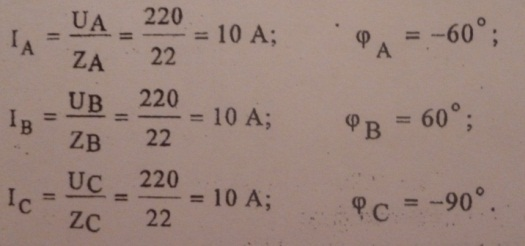 I_A = U_A/Z_A = 220/22 = 10 A; φ_A = −60°;
I_B = U_B/Z_B = 220/22 = 10 A; φ_B = 60°;
I_C = U_C/Z_C = 220/22 = 10 A; φ_C = −90°.